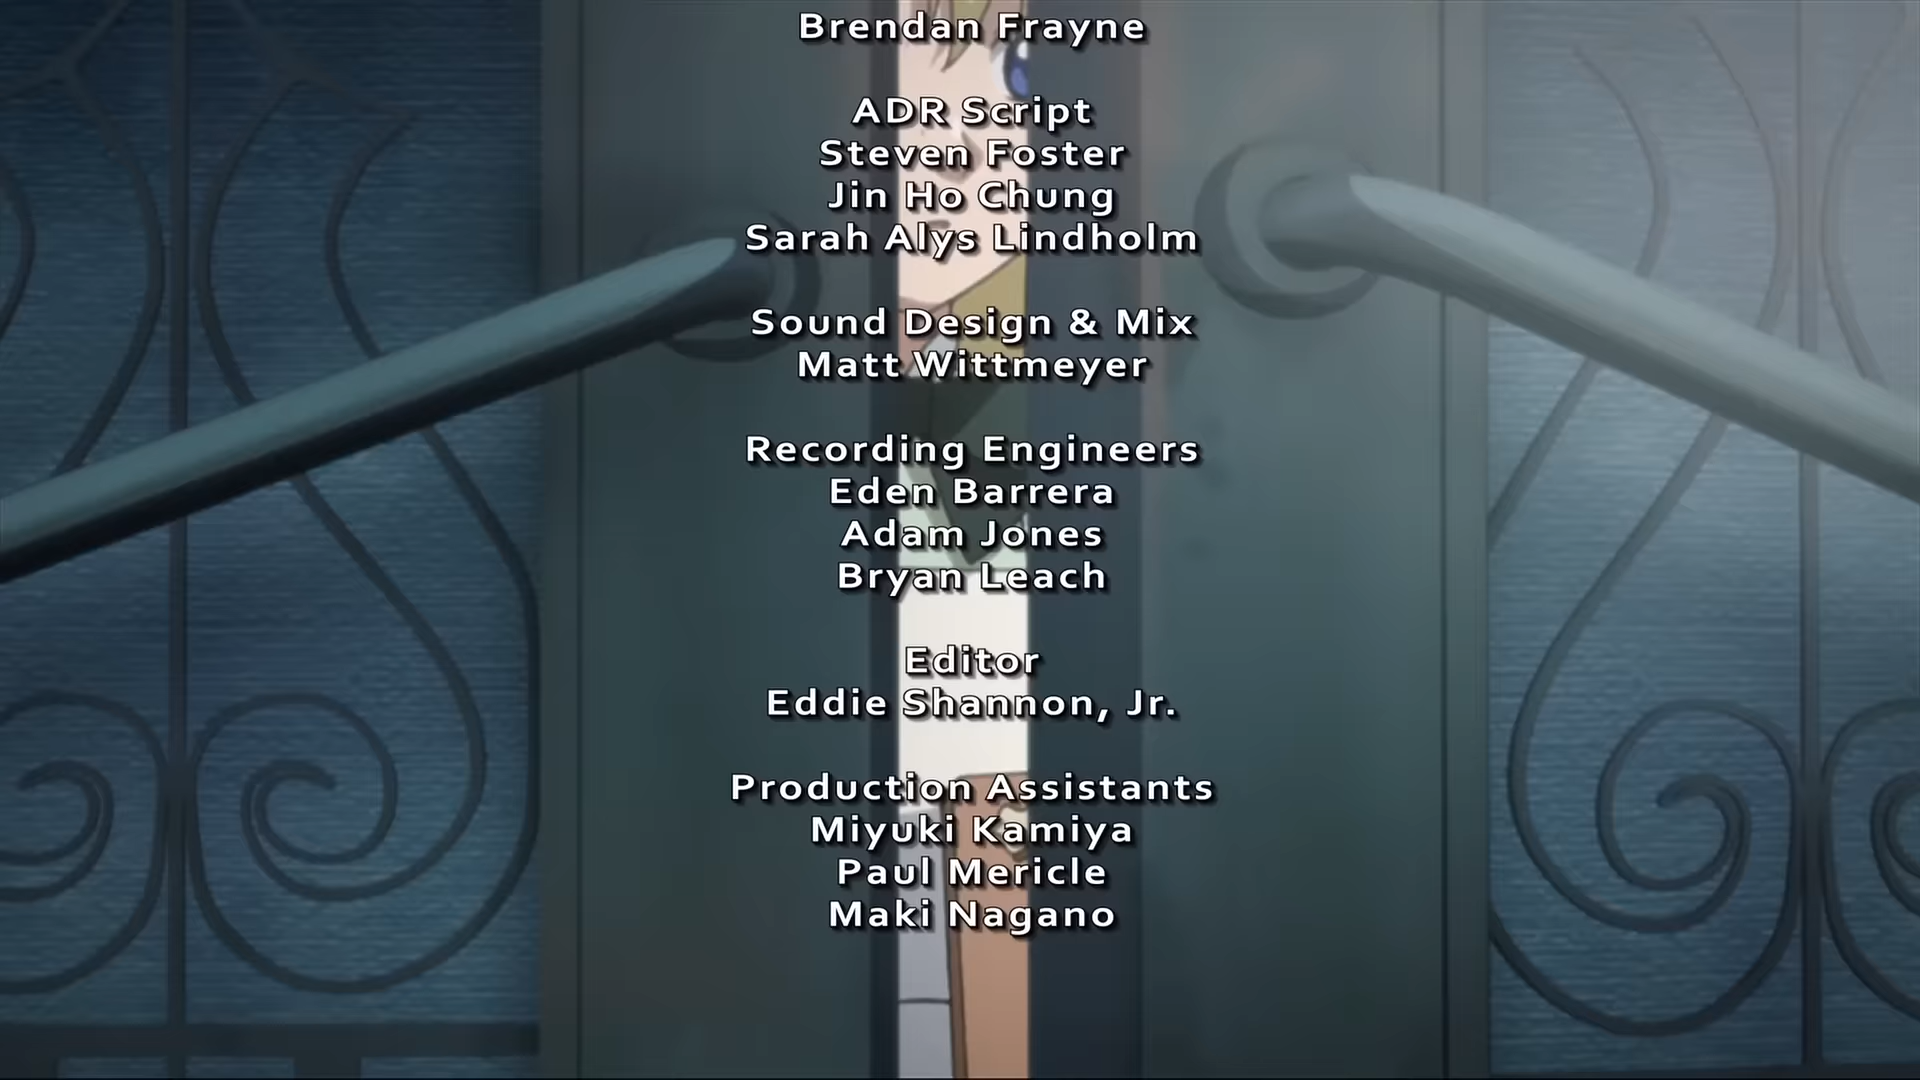 Brendan Frayne
ADR Script
Steven Foster
Jin Ho Chung
Sarah Alys Lindholm
Sound Design & Mix
Matt Wittmeyer
Recording Engineers
Eden Barrera
Adam Jones
Bryan Leach
Editor
Eddie Shannon, Jr.
Production Assistants
Miyuki Kamiya
Paul Mericle
Maki Nagano